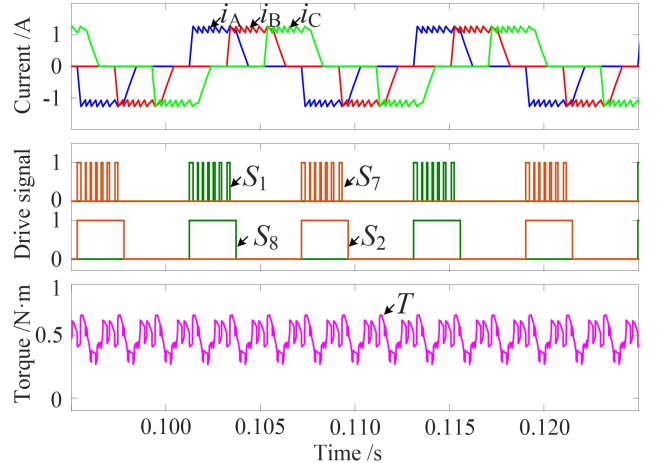 Current /A
1
0
-1
i_A
i_B
i_C
Drive signal
1
0
1
0
S_1
S_7
S_8
S_2
Torque /N·m
1
0.5
0
T
0.100
0.105
0.110
0.115
0.120
Time /s